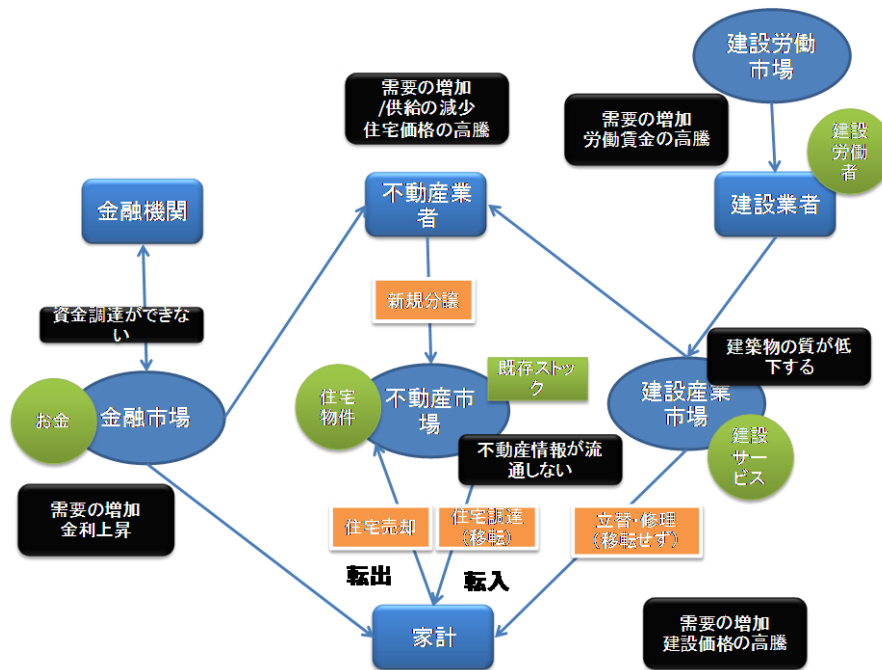 建設労働
市場
需要の増加
/供給の減少
住宅価格の高騰
需要の増加
労働賃金の高騰
建設
労働
者
金融機関
不動産業
者
建設業者
新規分譲
資金調達ができな
い
建築物の質が低
下する
既存ストッ
ク
お金
金融市場
住宅
物件
不動産市
場
建設産業
市場
建設
サー
ビス
不動産情報が流
通しない
需要の増加
金利上昇
住宅売却
住宅調達
(移転)
立替・修理
(移転せず)
転出
転入
家計
需要の増加
建設価格の高騰